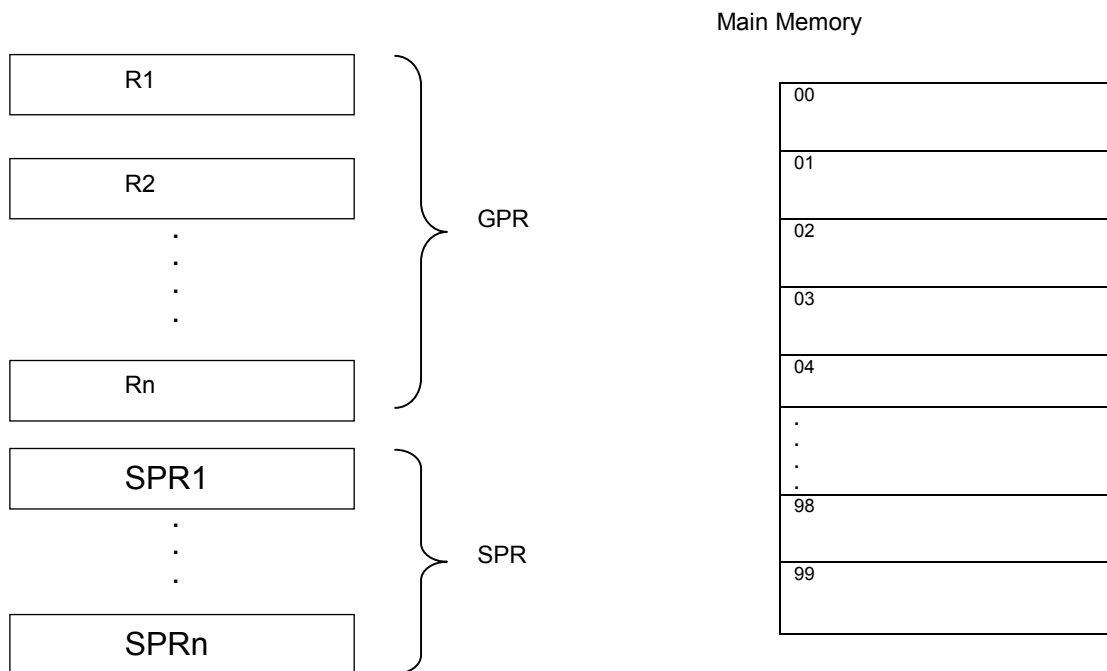 Main Memory
R1
R2
.
.
.
.
Rn
GPR
SPR1
.
.
.
SPRn
SPR
00
01
02
03
04
.
.
.
.
98
99